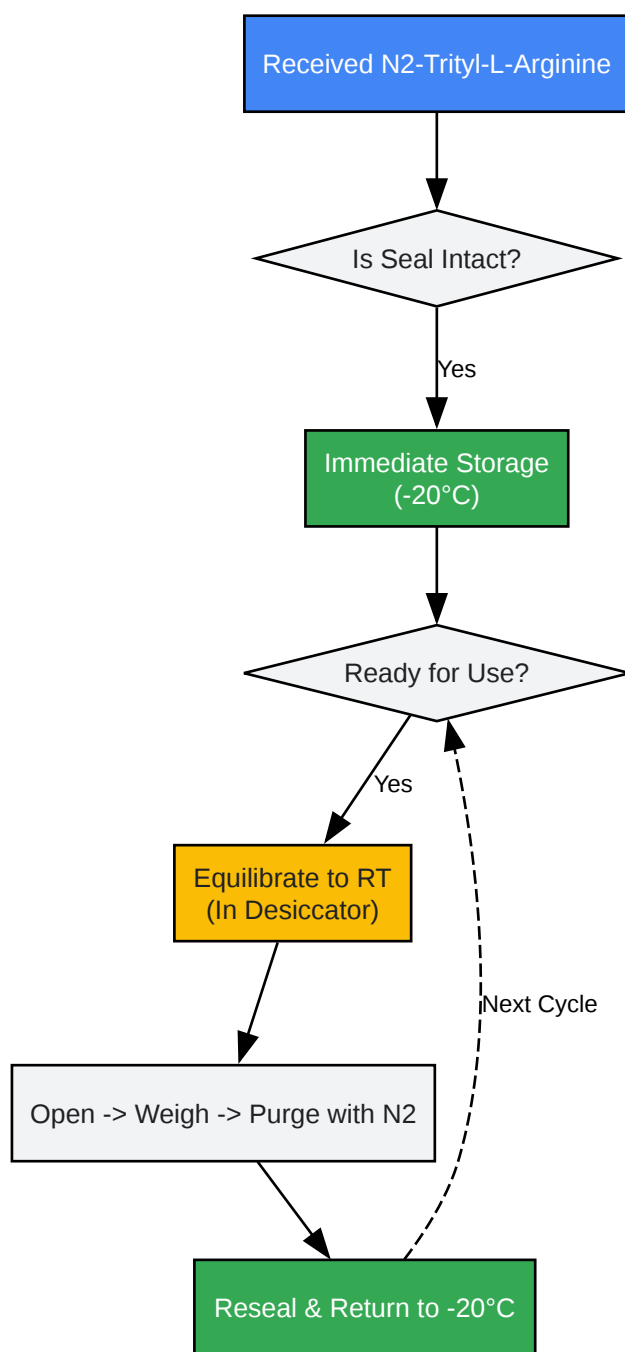 Received N2-Trityl-L-Arginine
Is Seal Intact?
Yes
Immediate Storage
(-20°C)
Ready for Use?
Yes
Equilibrate to RT
(In Desiccator)
Next Cycle
Open -> Weigh -> Purge with N2
Reseal & Return to -20°C